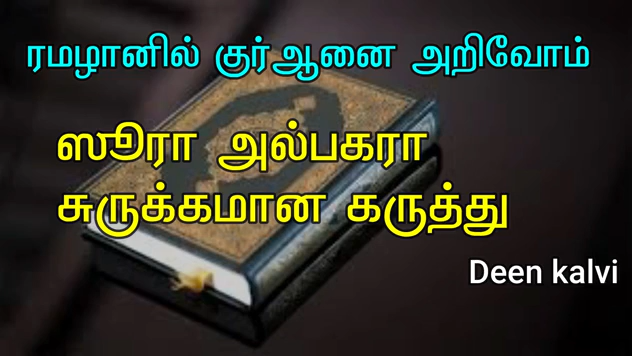 ரமழானில் குர்ஆனை அறிவோம்
ஸூரா அல்பகரா
சுருக்கமான கருத்து
Deen kalvi